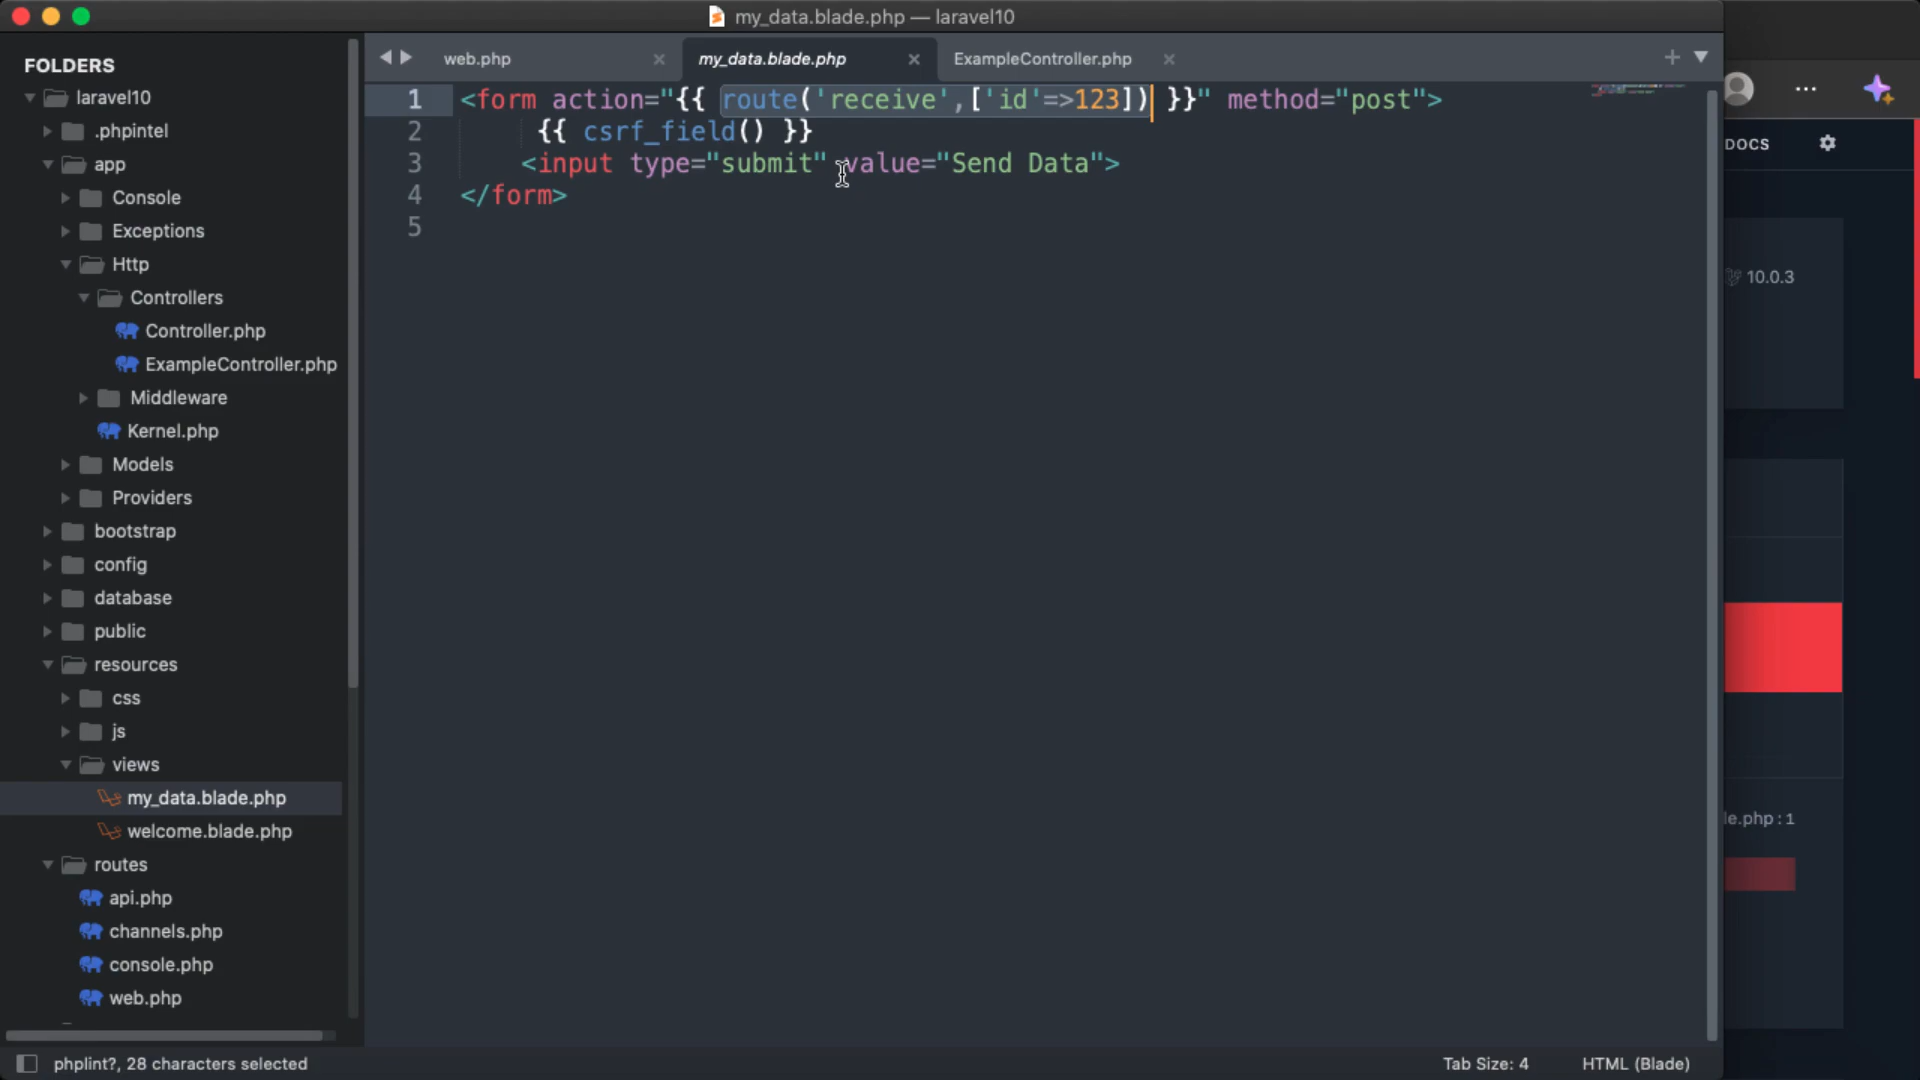 my_data.blade.php — laravel10
FOLDERS
laravel10
.phpintel
app
Console
Exceptions
Http
Controllers
Controller.php
ExampleController.php
Middleware
Kernel.php
Models
Providers
bootstrap
config
database
public
resources
css
js
views
my_data.blade.php
welcome.blade.php
routes
api.php
channels.php
console.php
web.php
web.php
my_data.blade.php
ExampleController.php
1 <form action="{{ route('receive',['id'=>123]) }}" method="post">
2 {{ csrf_field() }}
3 <input type="submit" value="Send Data">
4 </form>
5
DOCS
10.0.3
le.php:1
phplint?, 28 characters selected
Tab Size: 4
HTML (Blade)